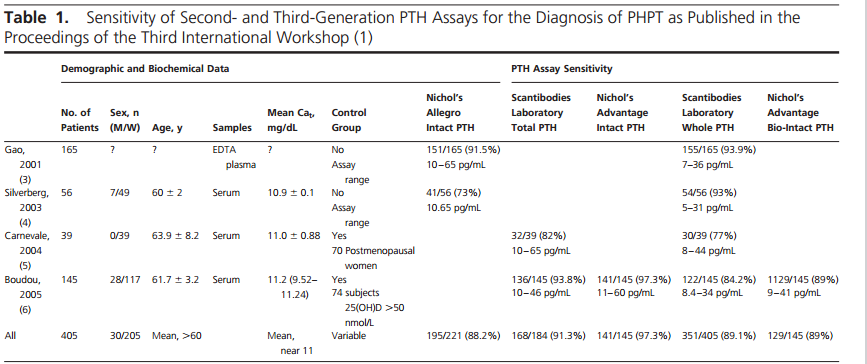 Table 1. Sensitivity of Second- and Third-Generation PTH Assays for the Diagnosis of PHPT as Published in the
Proceedings of the Third International Workshop (1)
Demographic and Biochemical Data PTH Assay Sensitivity
Nichol's Scantibodies Nichol's Scantibodies Nichol's
No. of Sex, n Mean Cat, Control Allegro Laboratory Advantage Laboratory Advantage
Patients (M/W) Age, y Samples mg/dL Group Intact PTH Total PTH Intact PTH Whole PTH Bio-Intact PTH
Gao, 165 ? ? EDTA ? No 151/165 (91.5%) 155/165 (93.9%)
2001 plasma Assay 10–65 pg/mL 7–36 pg/mL
(3) range
Silverberg, 56 7/49 60 ± 2 Serum 10.9 ± 0.1 No 41/56 (73%) 54/56 (93%)
2003 Assay 10.65 pg/mL 5–31 pg/mL
(4) range
Carnevale, 39 0/39 63.9 ± 8.2 Serum 11.0 ± 0.88 Yes 32/39 (82%) 30/39 (77%)
2004 70 Postmenopausal 10–65 pg/mL 8–44 pg/mL
(5) women
Boudou, 145 28/117 61.7 ± 3.2 Serum 11.2 (9.52– Yes 136/145 (93.8%) 141/145 (97.3%) 122/145 (84.2%) 1129/145 (89%)
2005 11.24) 74 subjects 10–46 pg/mL 11–60 pg/mL 8.4–34 pg/mL 9–41 pg/mL
(6) 25(OH)D >50
nmol/L
All 405 30/205 Mean, >60 Mean, Variable 195/221 (88.2%) 168/184 (91.3%) 141/145 (97.3%) 351/405 (89.1%) 129/145 (89%)
near 11